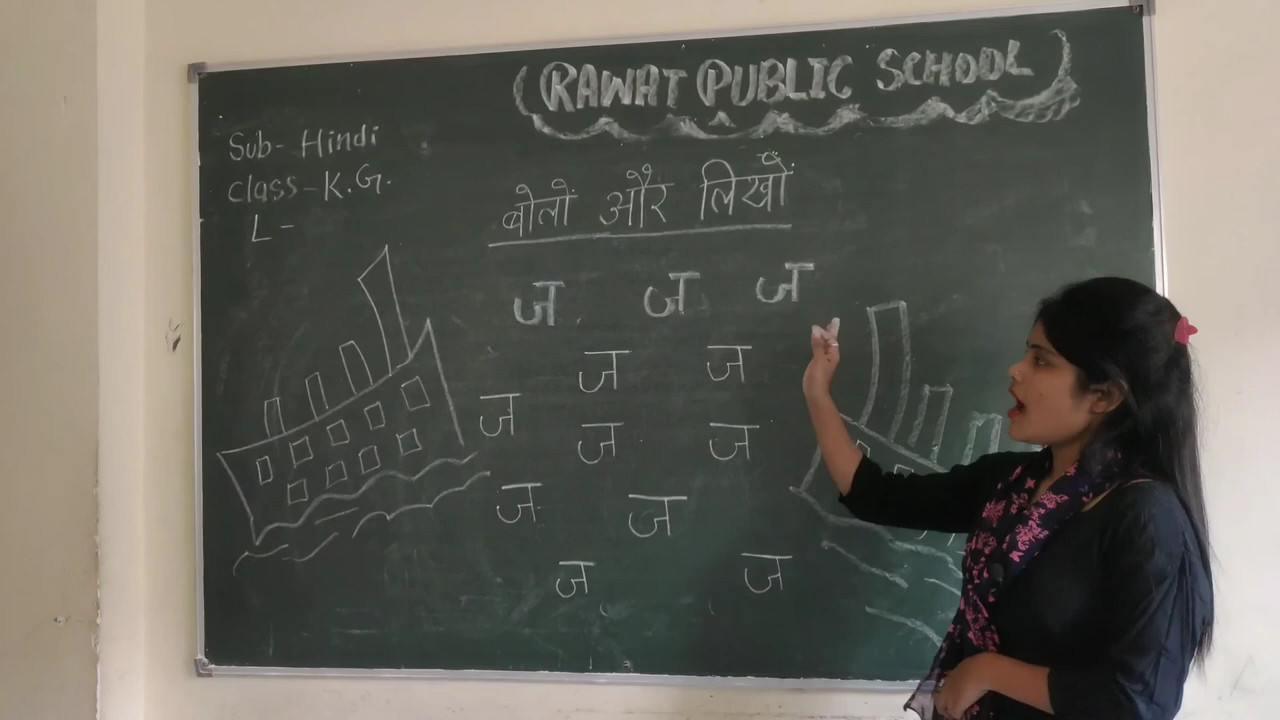 RAWAT PUBLIC SCHOOL
Sub- Hindi
Class-K.G.
L-
बोलों और लिखों
ज ज ज
ज ज
ज ज ज
ज ज
ज ज